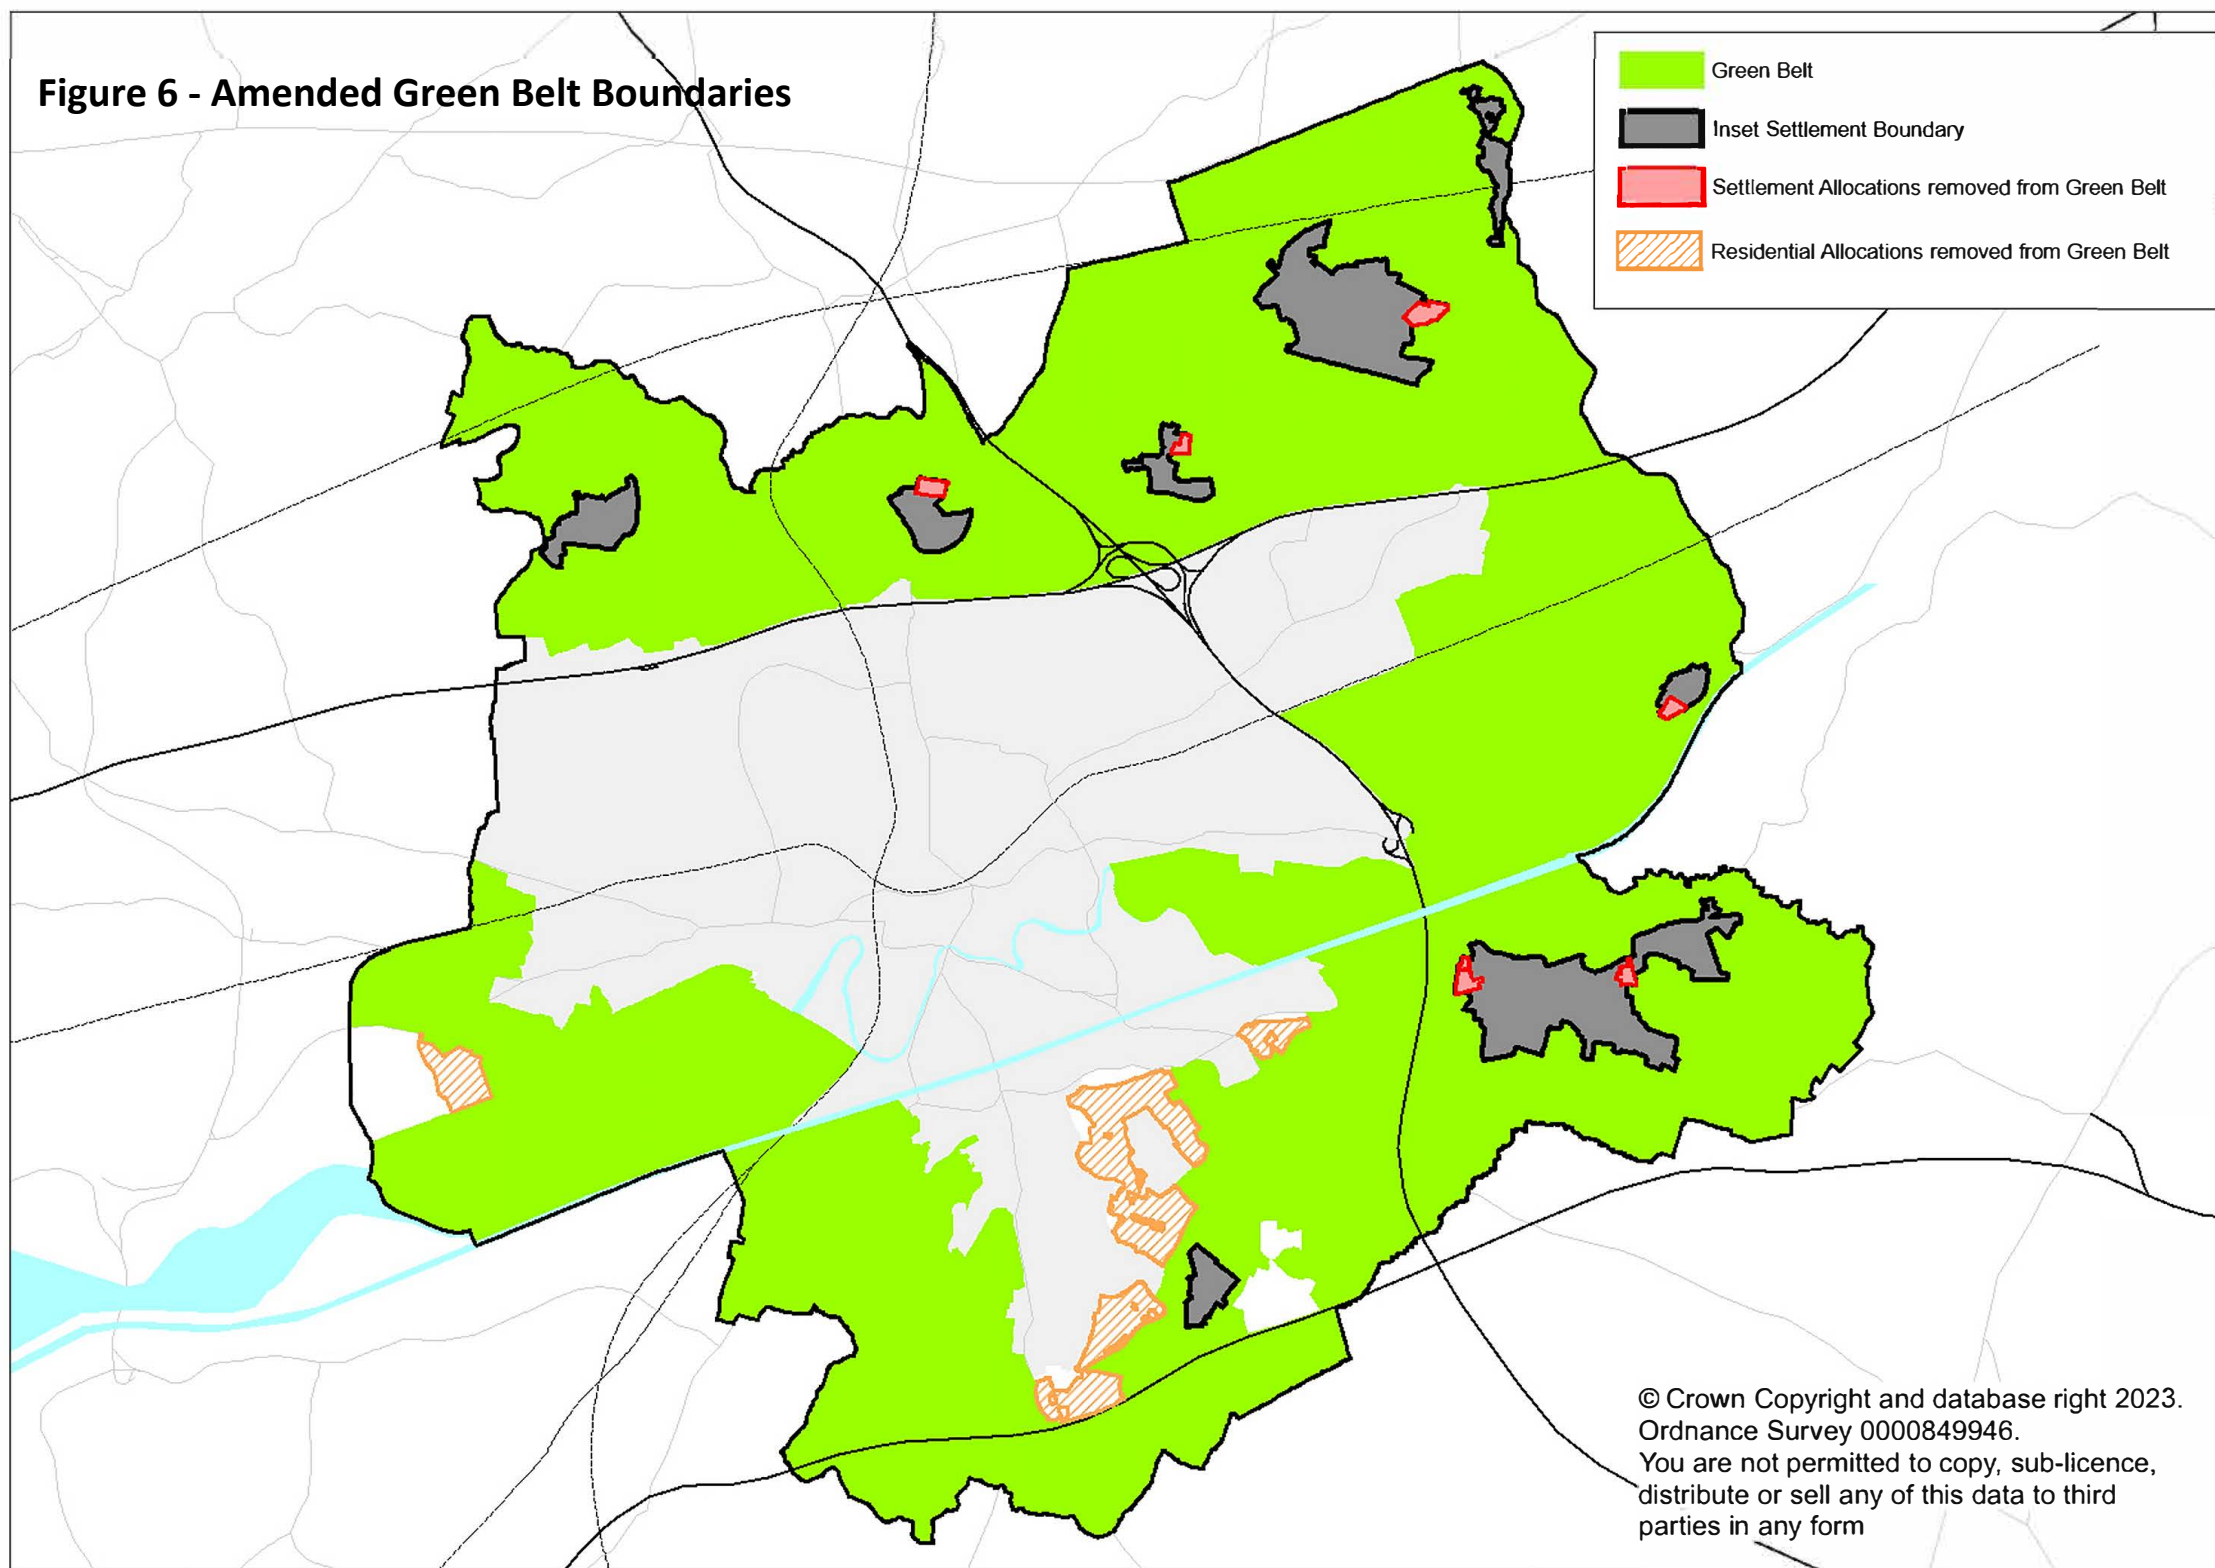 Figure 6 - Amended Green Belt Boundaries
Green Belt
Inset Settlement Boundary
Settlement Allocations removed from Green Belt
Residential Allocations removed from Green Belt
© Crown Copyright and database right 2023.
Ordnance Survey 0000849946.
You are not permitted to copy, sub-licence,
distribute or sell any of this data to third
parties in any form